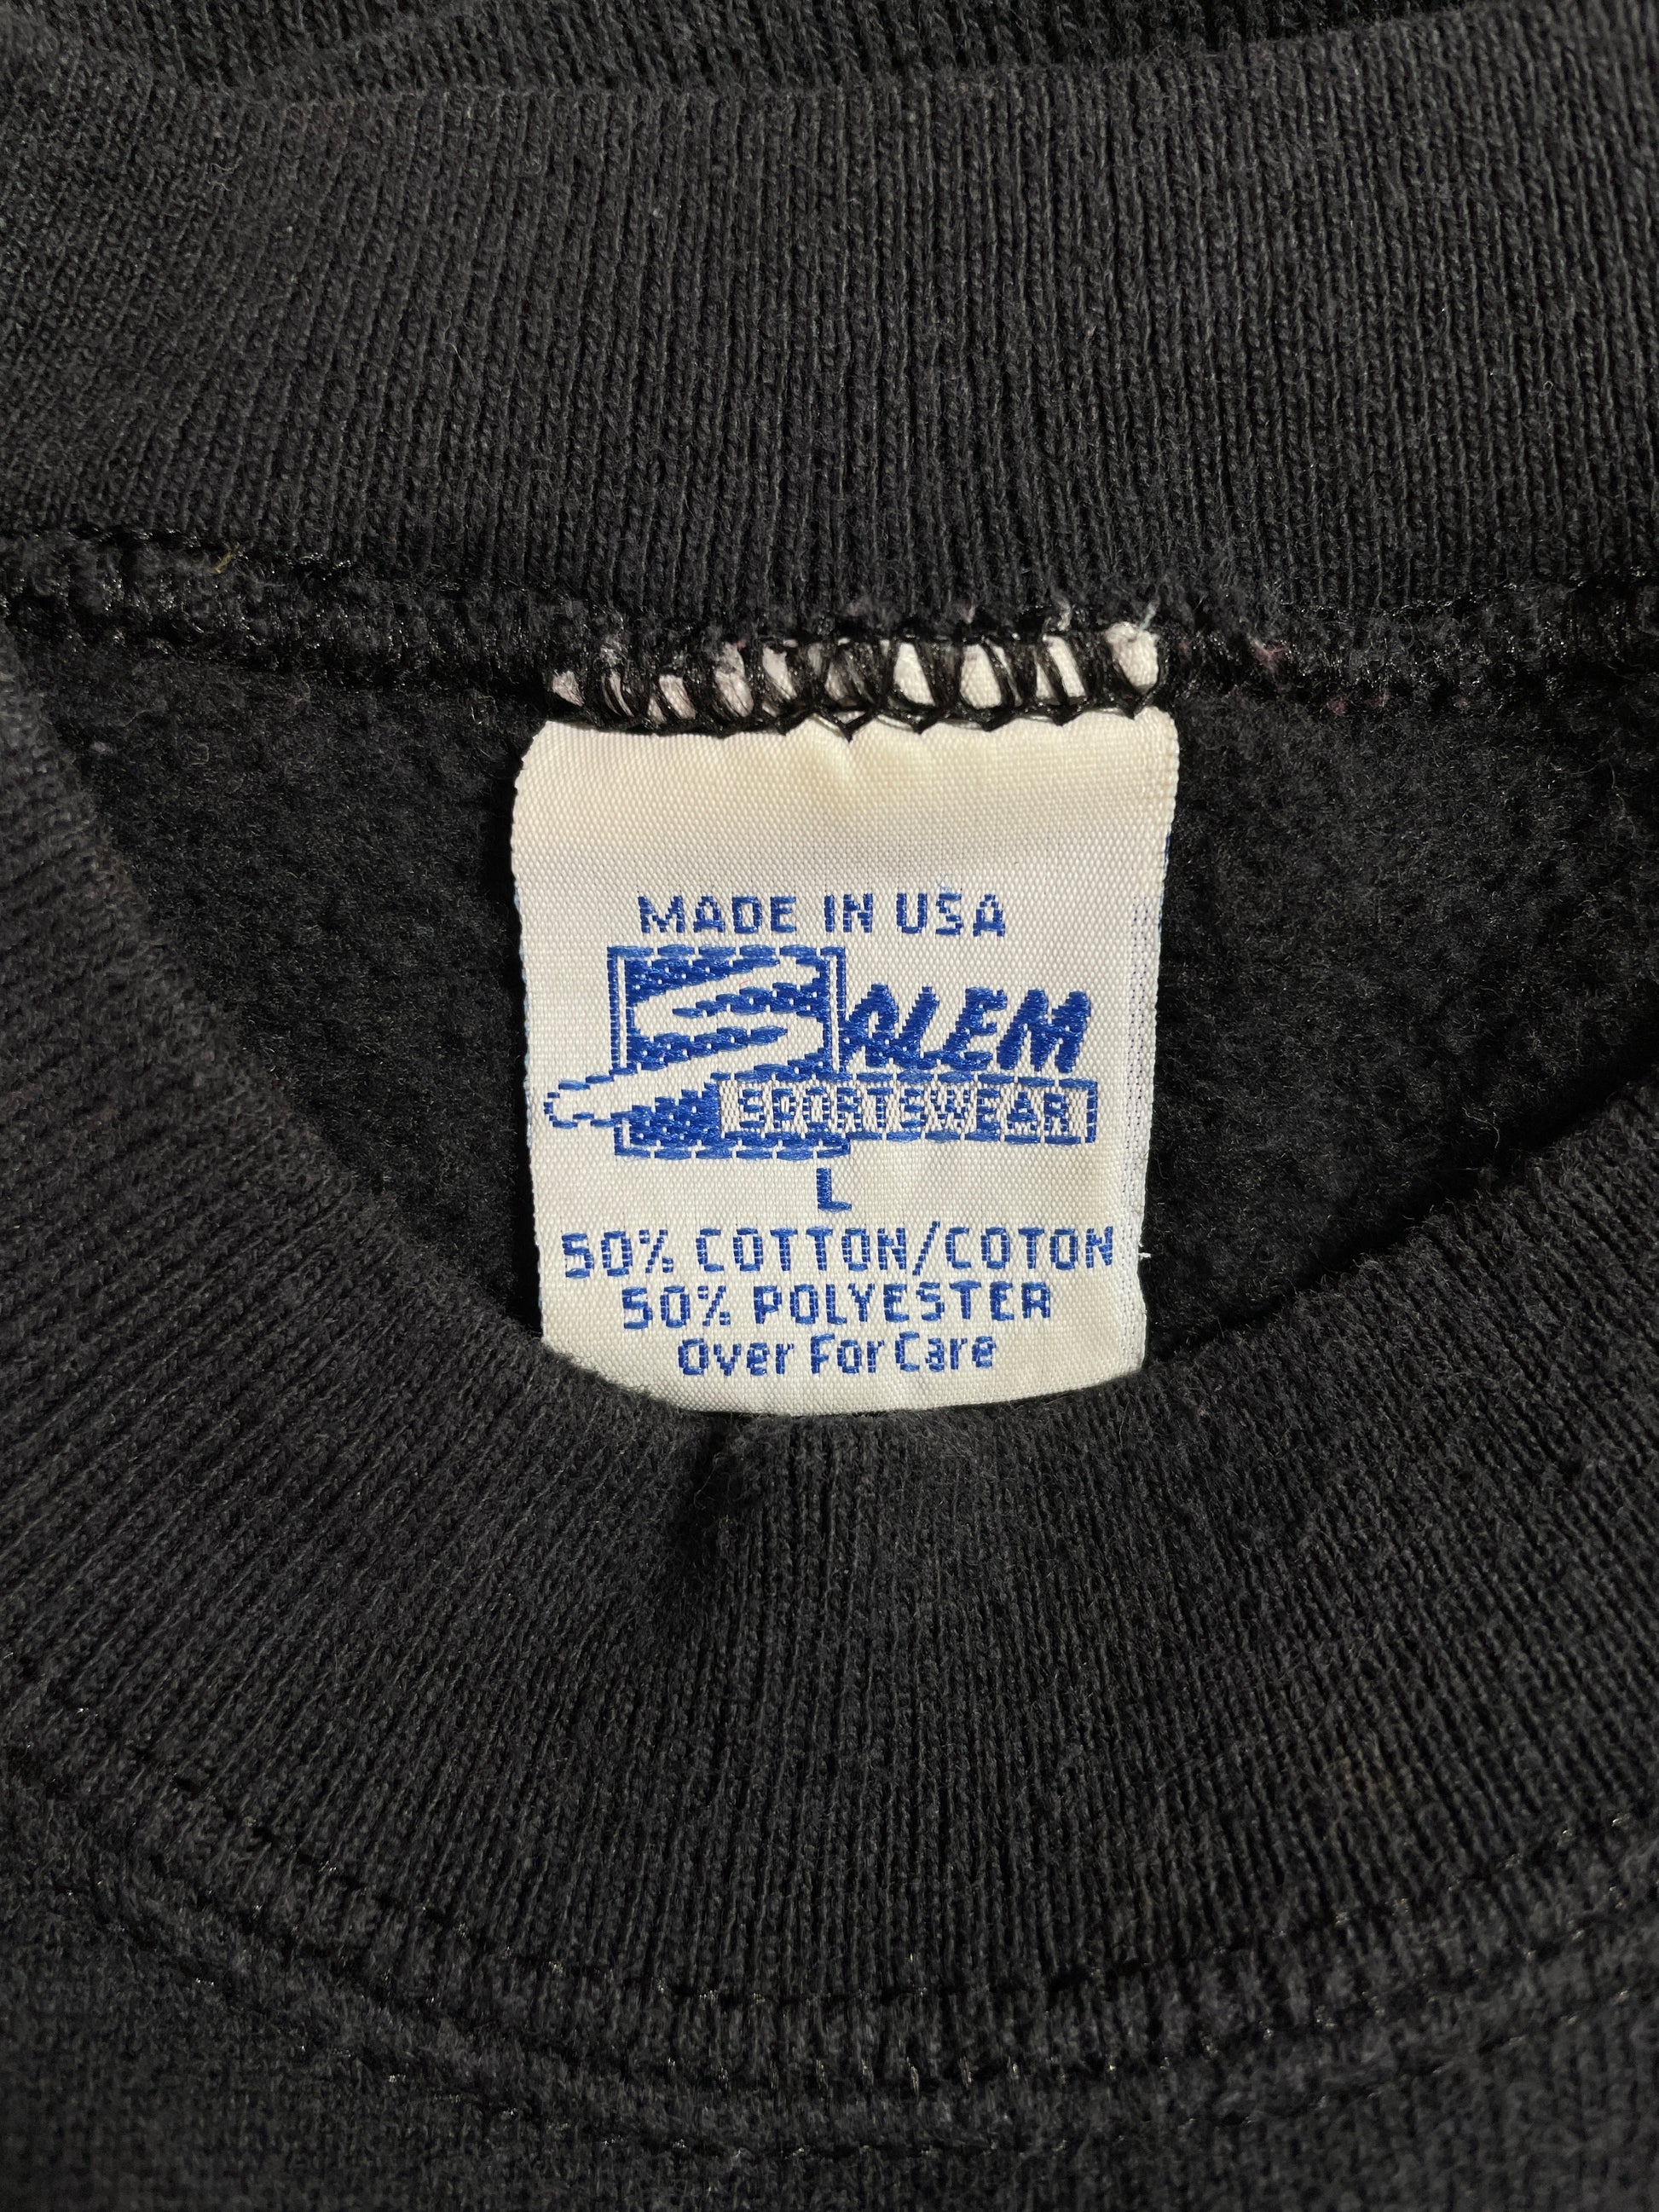 MADE IN USA
SALEM
SPORTSWEAR
L
50% COTTON/COTON
50% POLYESTER
Over For Care